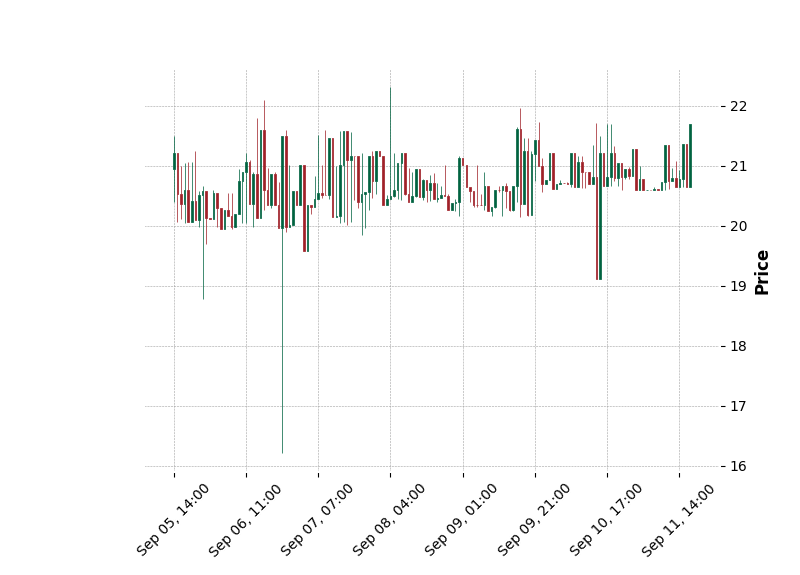 22
21
20
19
18
17
16
Price
Sep 05, 14:00
Sep 06, 11:00
Sep 07, 07:00
Sep 08, 04:00
Sep 09, 01:00
Sep 09, 21:00
Sep 10, 17:00
Sep 11, 14:00